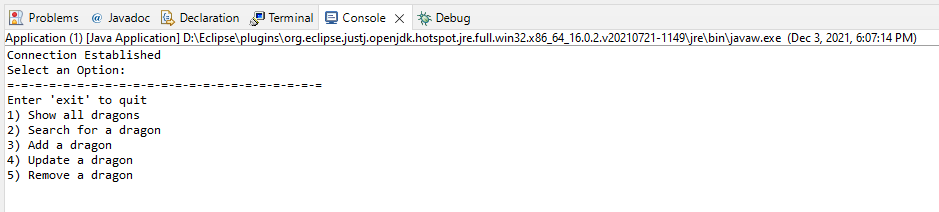 Problems @ Javadoc Declaration Terminal Console Debug
Application (1) [Java Application] D:\Eclipse\plugins\org.eclipse.justj.openjdk.hotspot.jre.full.win32.x86_64_16.0.2.v20210721-1149\jre\bin\javaw.exe (Dec 3, 2021, 6:07:14 PM)
Connection Established
Select an Option:
=-=-=-=-=-=-=-=-=-=-=-=-=-=-=-=-=-=-=-=-=-=-=
Enter 'exit' to quit
1) Show all dragons
2) Search for a dragon
3) Add a dragon
4) Update a dragon
5) Remove a dragon